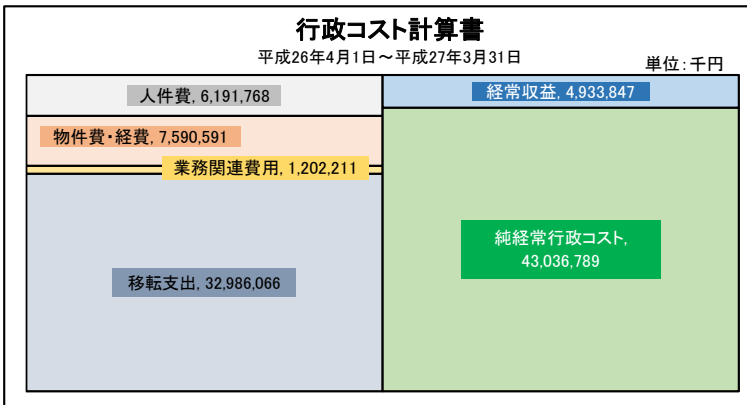 行政コスト計算書
平成26年4月1日～平成27年3月31日
単位：千円
人件費, 6,191,768
経常収益, 4,933,847
物件費・経費, 7,590,591
業務関連費用, 1,202,211
移転支出, 32,986,066
純経常行政コスト,
43,036,789